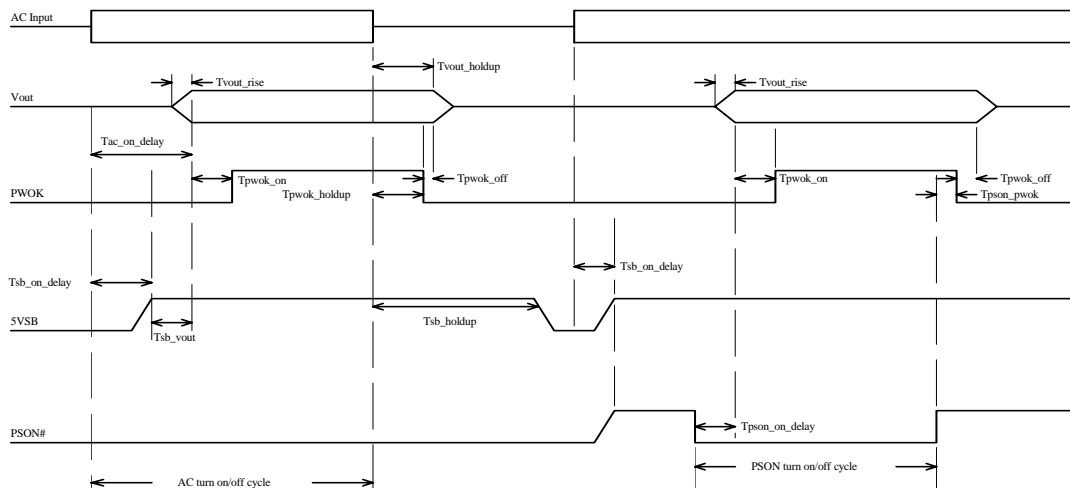 AC Input
Tvout_holdup
Tvout_rise
Tvout_rise
Vout
Tac_on_delay
Tpwok_on
Tpwok_off
Tpwok_on
Tpwok_off
PWOK
Tpwok_holdup
Tpson_pwok
Tsb_on_delay
Tsb_on_delay
5VSB
Tsb_vout
Tsb_holdup
PSON#
Tpson_on_delay
AC turn on/off cycle
PSON turn on/off cycle